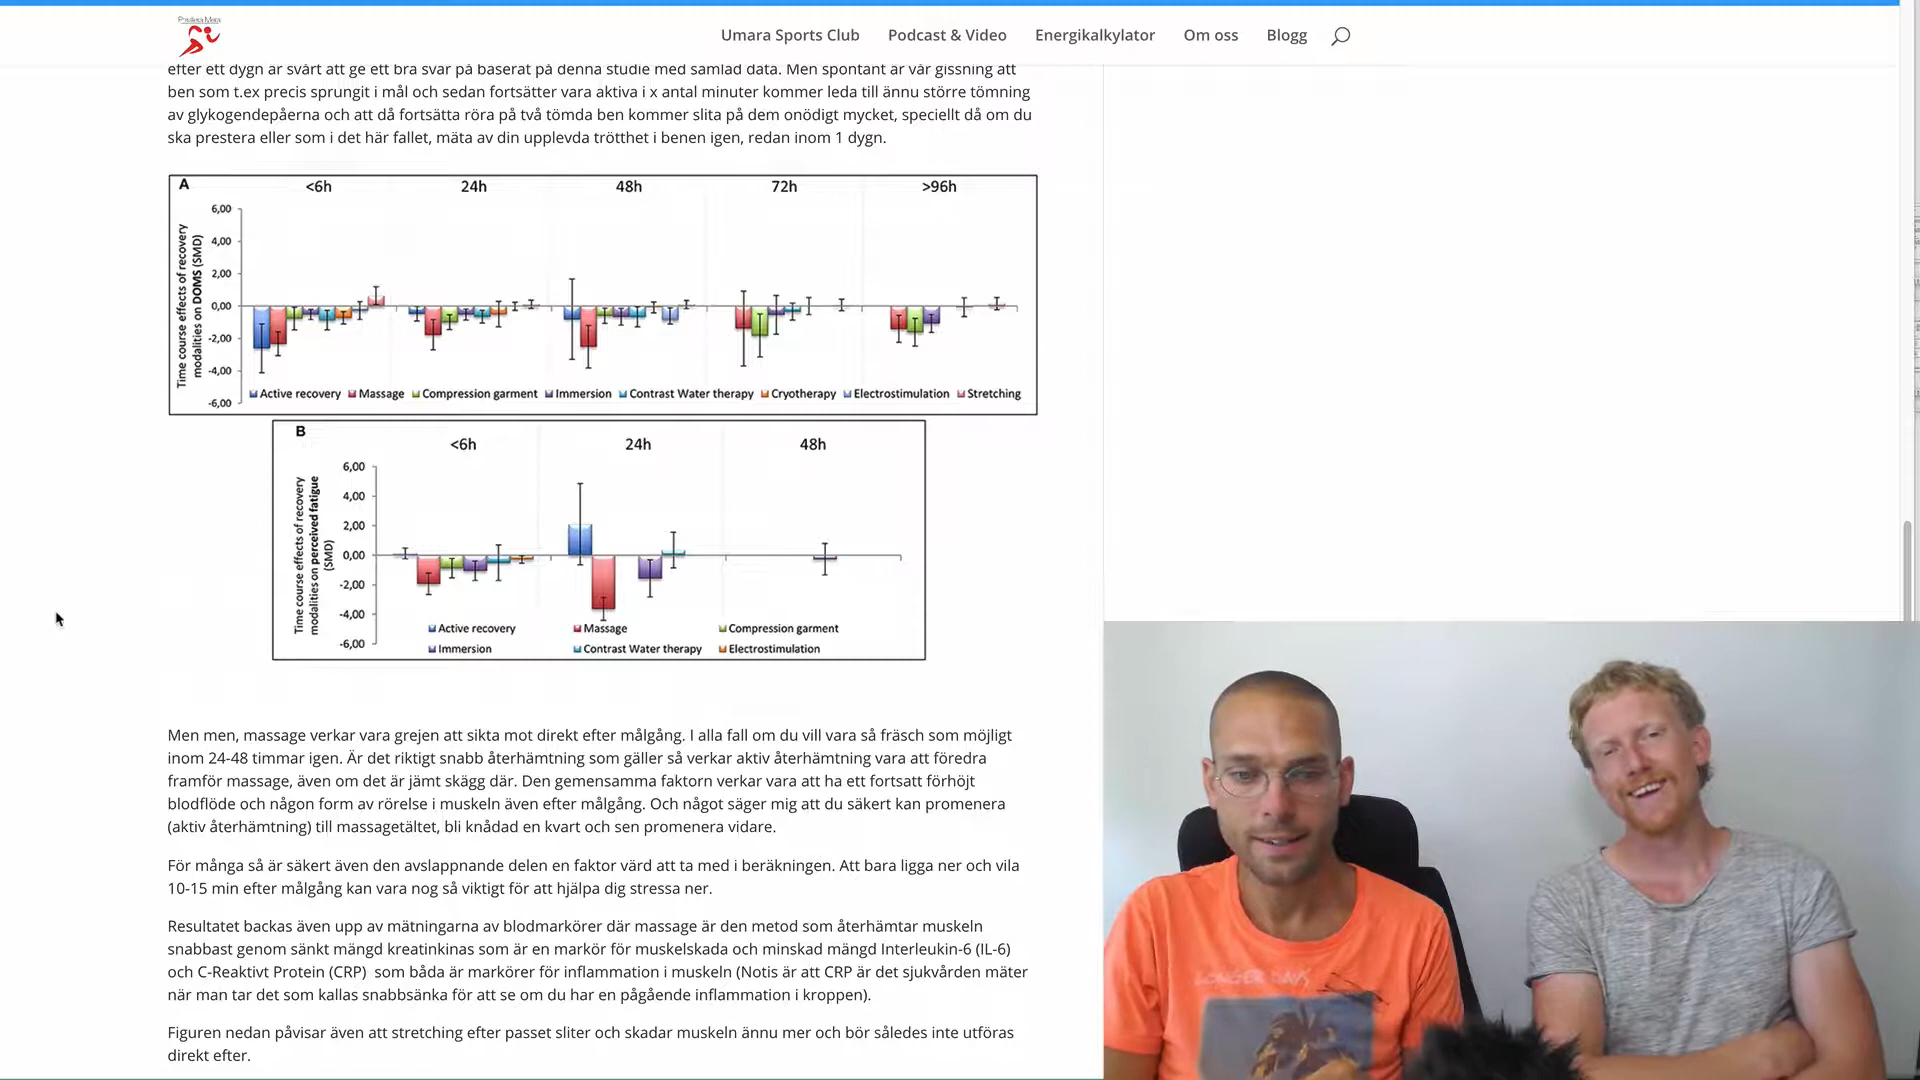 Prestera Mera
Umara Sports Club
Podcast & Video
Energikalkylator
Om oss
Blogg
efter ett dygn är svårt att ge ett bra svar på baserat på denna studie med samlad data. Men spontant är vår gissning att
ben som t.ex precis sprungit i mål och sedan fortsätter vara aktiva i x antal minuter kommer leda till ännu större tömning
av glykogendepåerna och att då fortsätta röra på två tömda ben kommer slita på dem onödigt mycket, speciellt då om du
ska prestera eller som i det här fallet, mäta av din upplevda trötthet i benen igen, redan inom 1 dygn.
A
<6h
24h
48h
72h
>96h
Time course effects of recovery
modalities on DOMS (SMD)
6,00
4,00
2,00
0,00
-2,00
-4,00
-6,00
Active recovery
Massage
Compression garment
Immersion
Contrast Water therapy
Cryotherapy
Electrostimulation
Stretching
B
<6h
24h
48h
Time course effects of recovery
modalities on perceived fatigue
(SMD)
6,00
4,00
2,00
0,00
-2,00
-4,00
-6,00
Active recovery
Massage
Compression garment
Immersion
Contrast Water therapy
Electrostimulation
Men men, massage verkar vara grejen att sikta mot direkt efter målgång. I alla fall om du vill vara så fräsch som möjligt
inom 24-48 timmar igen. Är det riktigt snabb återhämtning som gäller så verkar aktiv återhämtning vara att föredra
framför massage, även om det är jämt skägg där. Den gemensamma faktorn verkar vara att ha ett fortsatt förhöjt
blodflöde och någon form av rörelse i muskeln även efter målgång. Och något säger mig att du säkert kan promenera
(aktiv återhämtning) till massagetältet, bli knådad en kvart och sen promenera vidare.
För många så är säkert även den avslappnande delen en faktor värd att ta med i beräkningen. Att bara ligga ner och vila
10-15 min efter målgång kan vara nog så viktigt för att hjälpa dig stressa ner.
Resultatet backas även upp av mätningarna av blodmarkörer där massage är den metod som återhämtar muskeln
snabbast genom sänkt mängd kreatinkinas som är en markör för muskelskada och minskad mängd Interleukin-6 (IL-6)
och C-Reaktivt Protein (CRP) som båda är markörer för inflammation i muskeln (Notis är att CRP är det sjukvården mäter
när man tar det som kallas snabbsänka för att se om du har en pågående inflammation i kroppen).
Figuren nedan påvisar även att stretching efter passet sliter och skadar muskeln ännu mer och bör således inte utföras
direkt efter.
LONGER DAYS